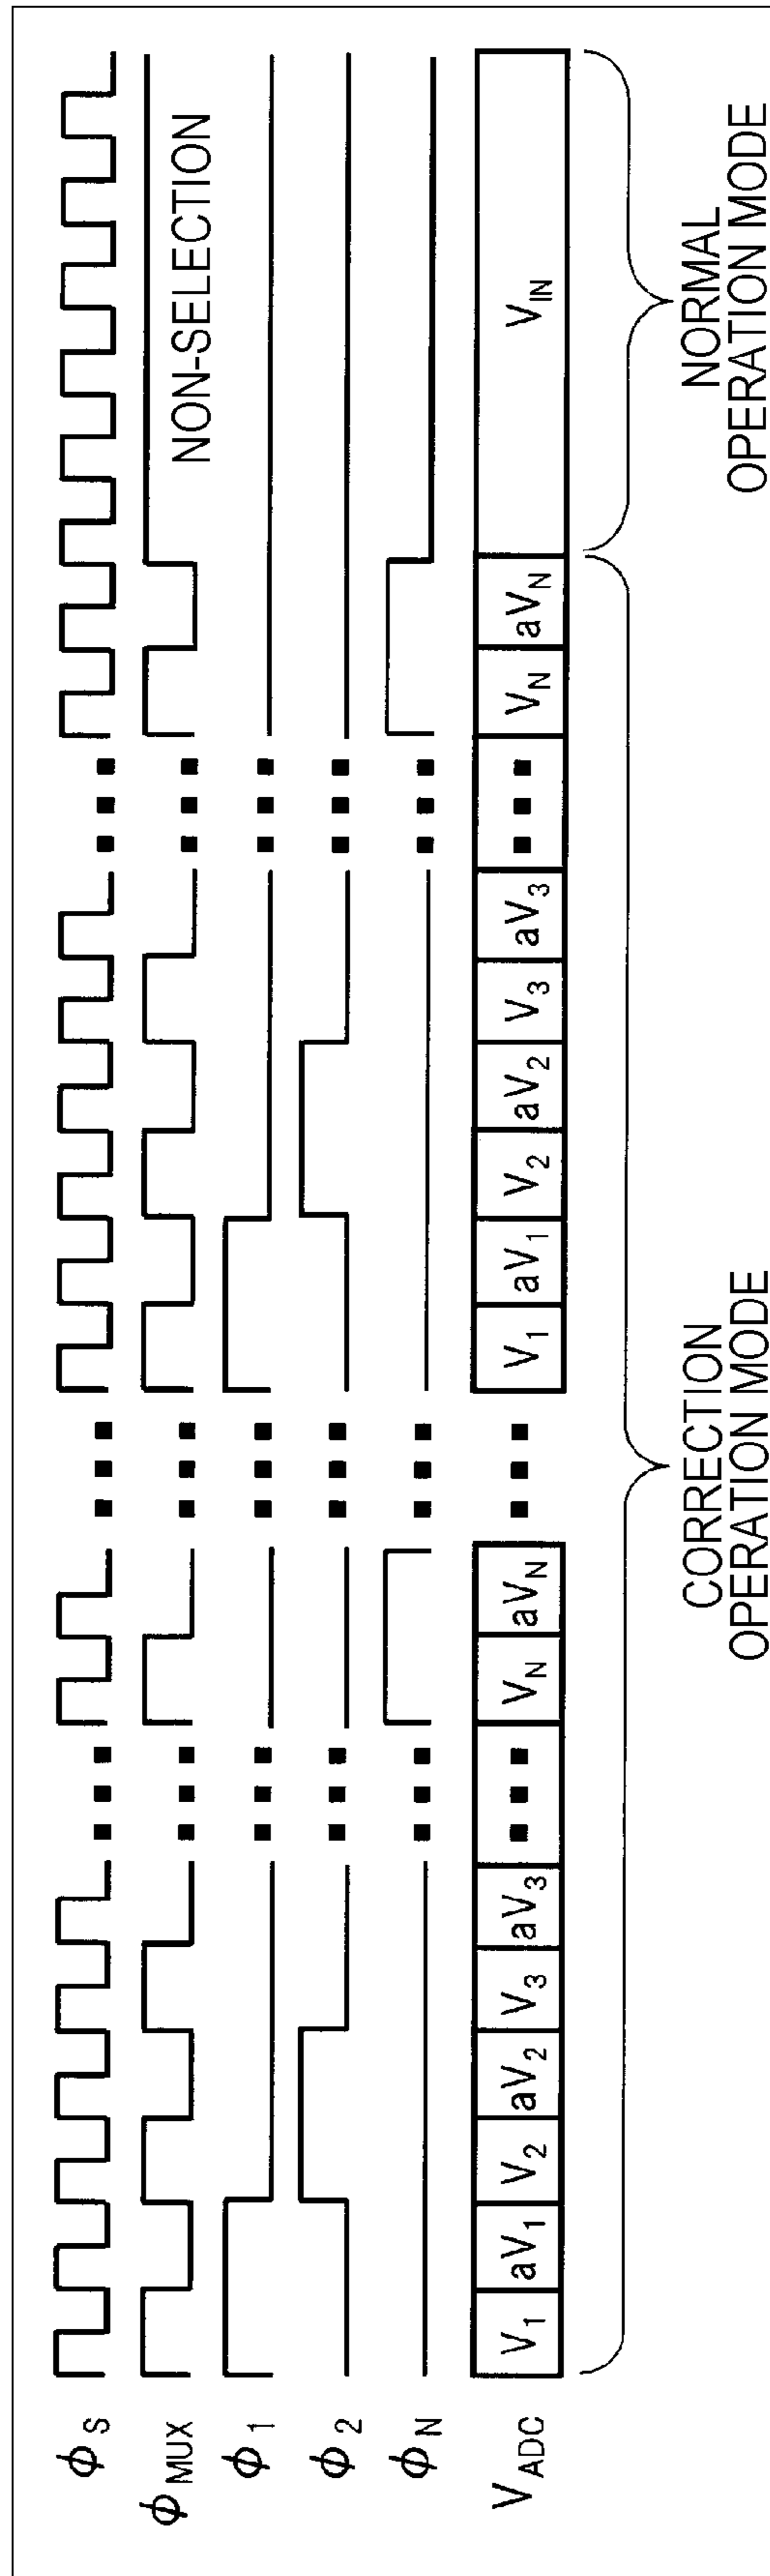 ϕS
ϕMUX NON-SELECTION
ϕ1
ϕ2
ϕN
VADC V1 aV1 V2 aV2 V3 aV3 VN aVN V1 aV1 V2 aV2 V3 aV3 VN aVN VIN
CORRECTION
OPERATION MODE
NORMAL
OPERATION MODE